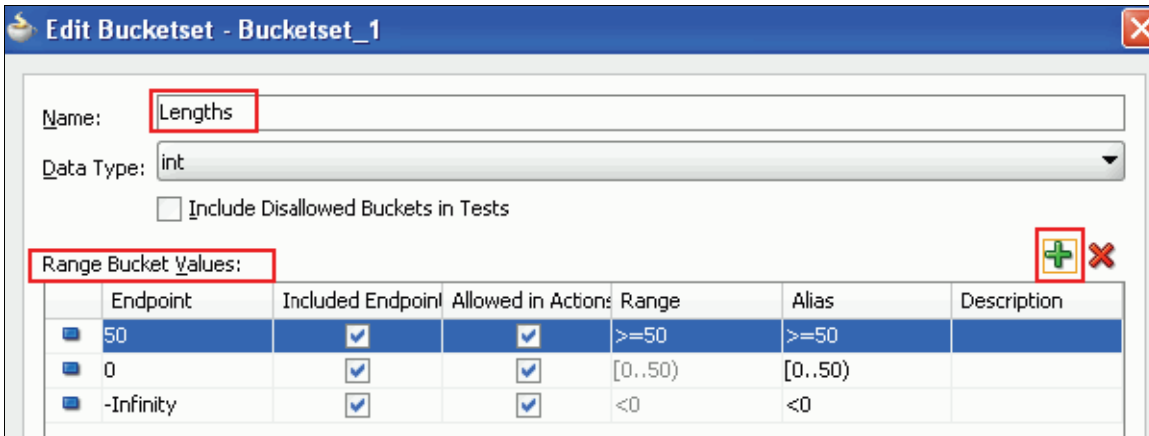 Edit Bucketset - Bucketset_1
Name: Lengths
Data Type: int
Include Disallowed Buckets in Tests
Range Bucket Values:
Endpoint Included Endpoint Allowed in Actions Range Alias Description
50 >=50 >=50
0 [0..50) [0..50)
-Infinity <0 <0